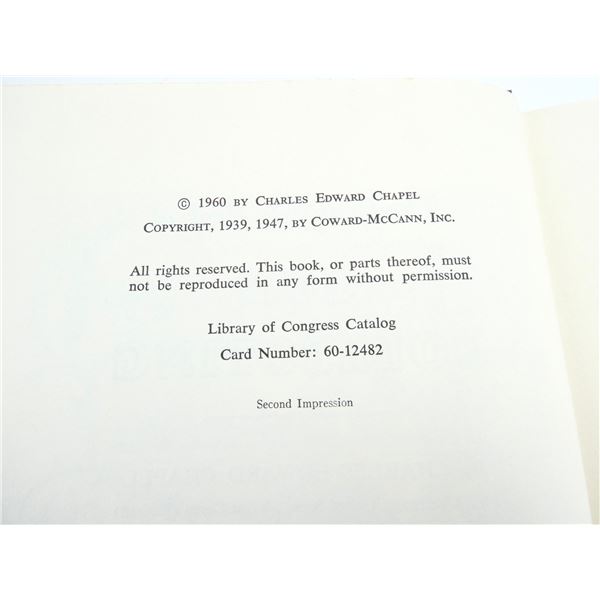 © 1960 BY CHARLES EDWARD CHAPEL
COPYRIGHT, 1939, 1947, BY COWARD-MCCANN, INC.
All rights reserved. This book, or parts thereof, must
not be reproduced in any form without permission.
Library of Congress Catalog
Card Number: 60-12482
Second Impression